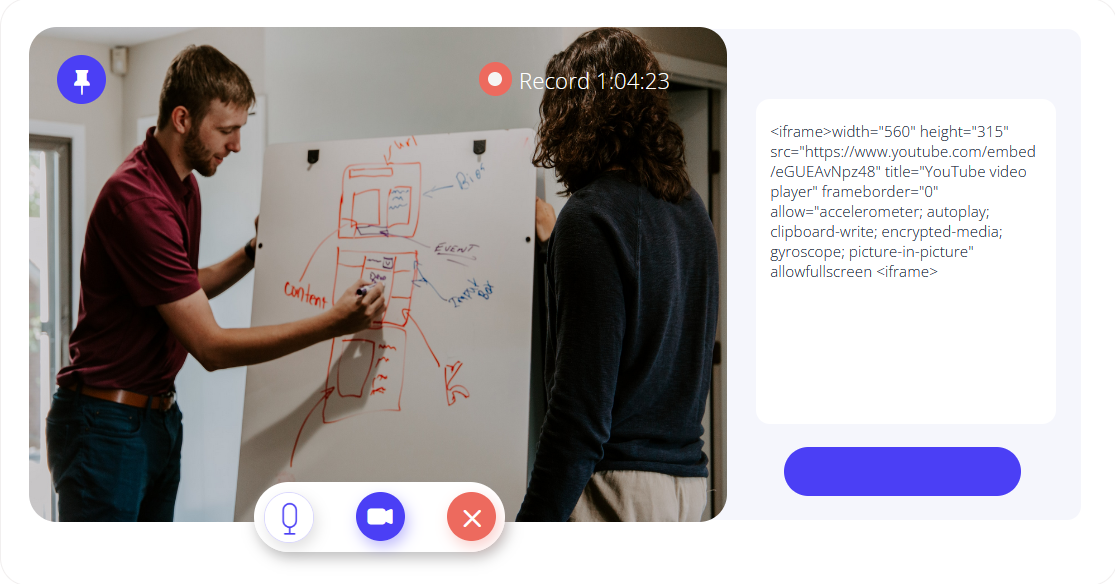 Record 1:04:23
url
Blog
EVENT
content
Input
Box
<iframe>width="560" height="315"
src="https://www.youtube.com/embed
/eGUEAvNpz48" title="YouTube video
player" frameborder="0"
allow="accelerometer; autoplay;
clipboard-write; encrypted-media;
gyroscope; picture-in-picture"
allowfullscreen <iframe>